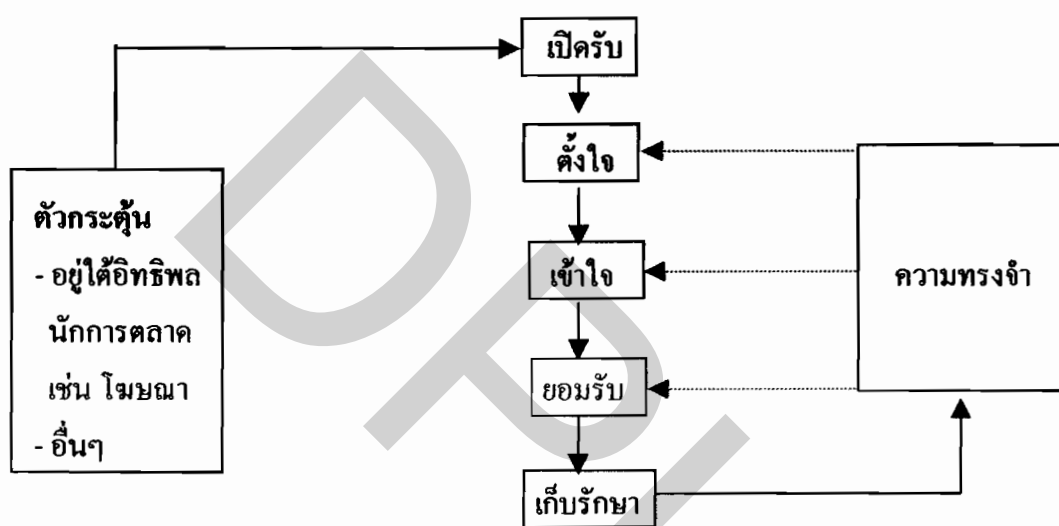 เปิดรับ
ตั้งใจ
ตัวกระตุ้น
- อยู่ใต้อิทธิพล
นักการตลาด
เช่น โฆษณา
- อื่นๆ
เข้าใจ
ความทรงจำ
ยอมรับ
เก็บรักษา